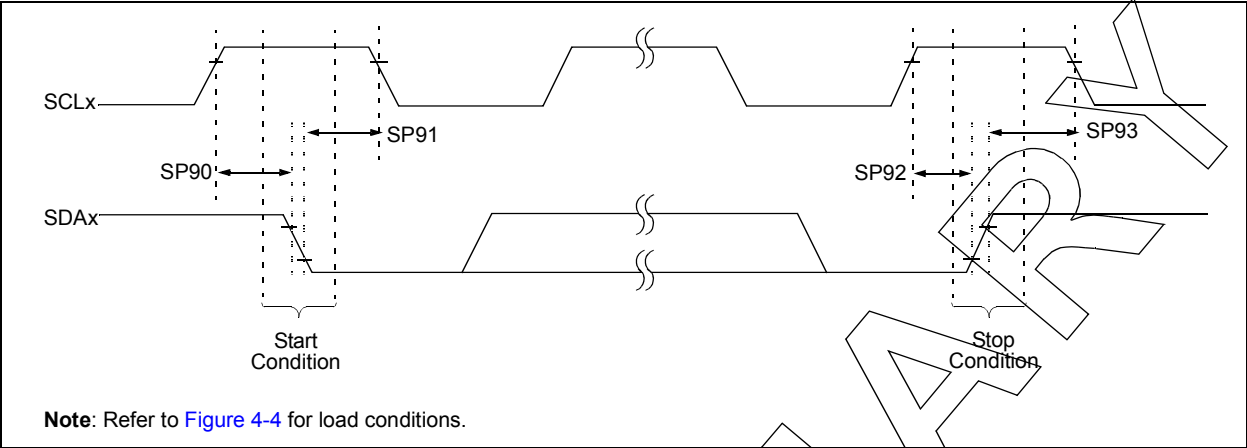 SCLx
SP91
SP93
SP90
SP92
SDAx
Start
Condition
Stop
Condition
Note: Refer to Figure 4-4 for load conditions.
A R Y